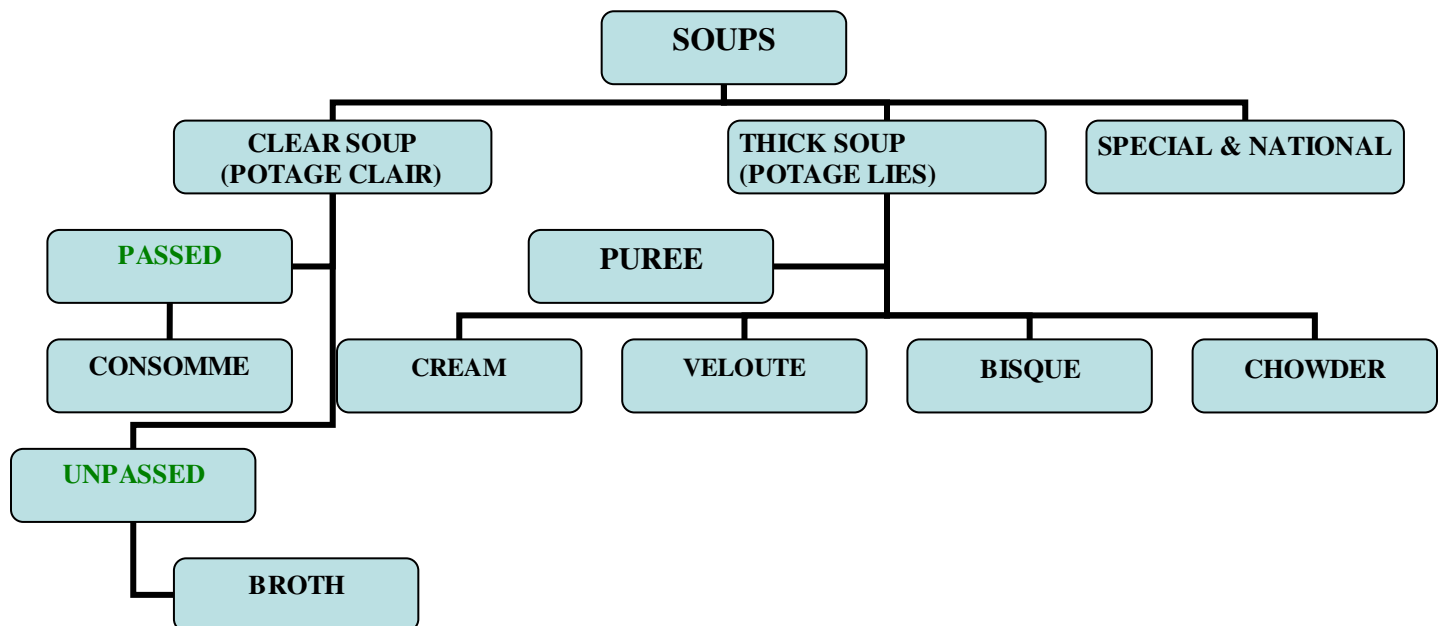 SOUPS
CLEAR SOUP
(POTAGE CLAIR)
THICK SOUP
(POTAGE LIES)
SPECIAL & NATIONAL
PASSED
PUREE
CONSOMME
CREAM
VELOUTE
BISQUE
CHOWDER
UNPASSED
BROTH